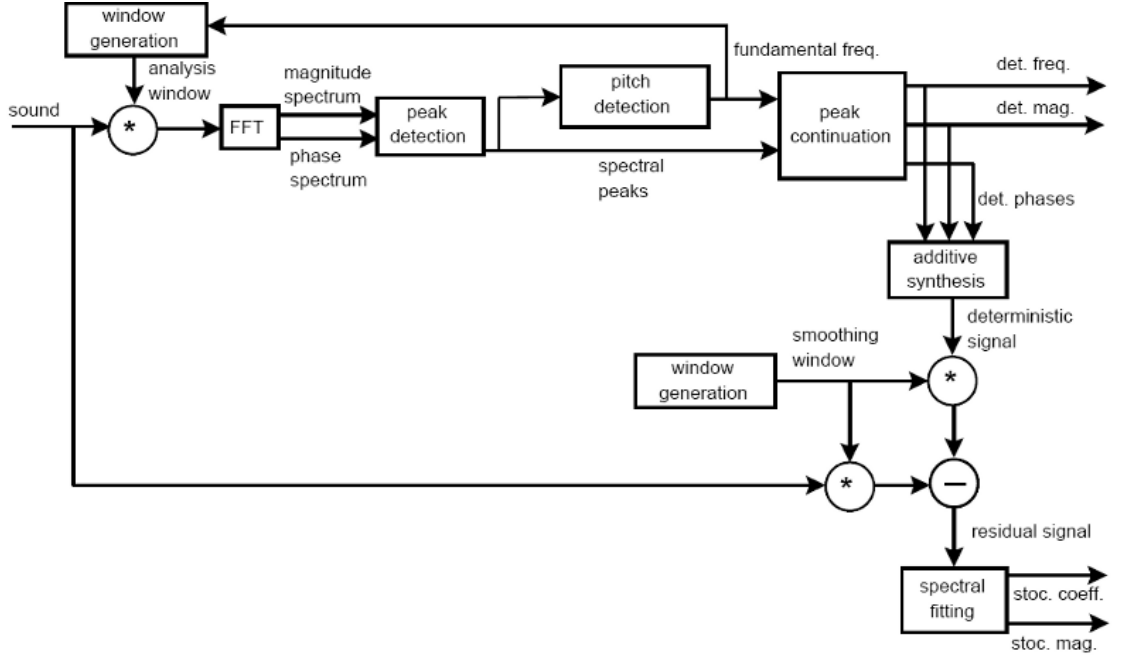 window
generation
analysis
window
sound
*
FFT
magnitude
spectrum
phase
spectrum
peak
detection
pitch
detection
fundamental freq.
spectral
peaks
peak
continuation
det. freq.
det. mag.
det. phases
additive
synthesis
deterministic
signal
smoothing
window
window
generation
*
*
—
residual signal
spectral
fitting
stoc. coeff.
stoc. mag.